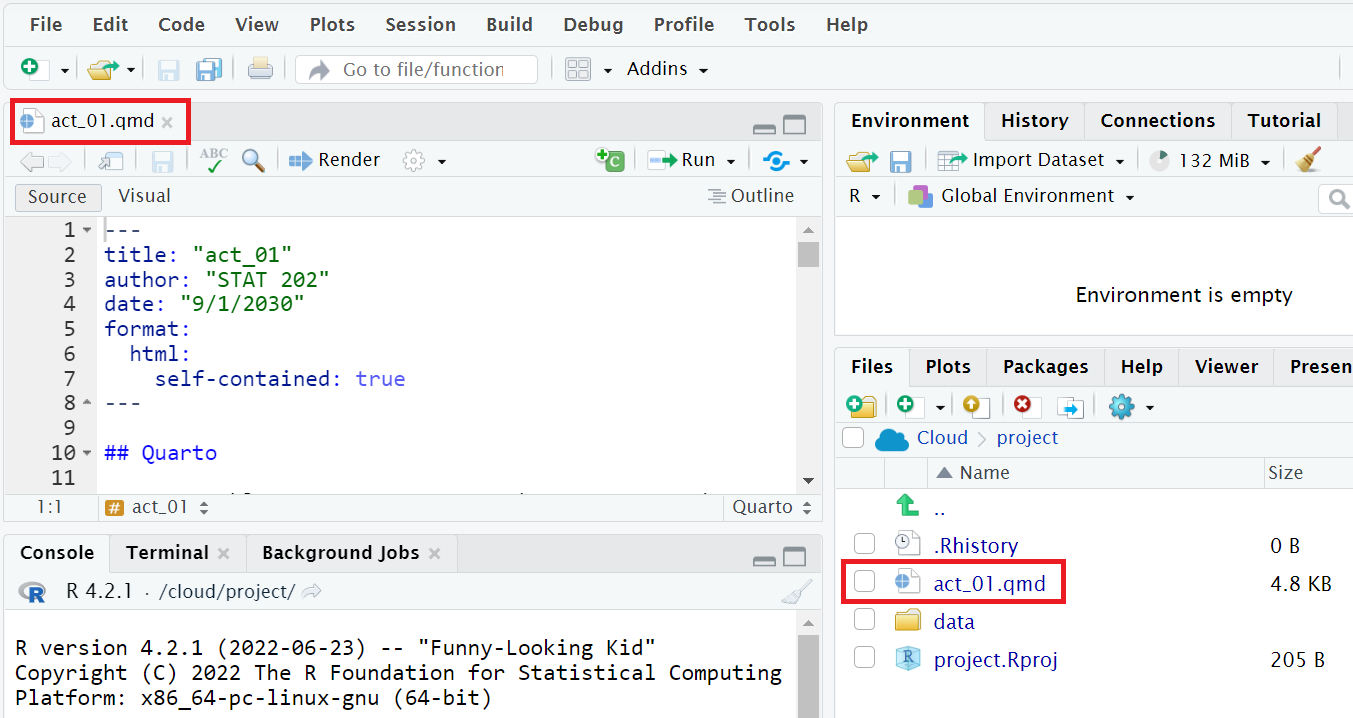 File Edit Code View Plots Session Build Debug Profile Tools Help
Go to file/function Addins
act_01.qmd
ABC Render C Run
Source Visual Outline
1 ---
2 title: "act_01"
3 author: "STAT 202"
4 date: "9/1/2030"
5 format:
6 html:
7 self-contained: true
8 ---
9
10 ## Quarto
11
1:1 # act_01 Quarto
Console Terminal Background Jobs
R R 4.2.1 · /cloud/project/
R version 4.2.1 (2022-06-23) -- "Funny-Looking Kid"
Copyright (C) 2022 The R Foundation for Statistical Computing
Platform: x86_64-pc-linux-gnu (64-bit)
Environment History Connections Tutorial
Import Dataset 132 MiB
R Global Environment
Environment is empty
Files Plots Packages Help Viewer Presen
Cloud project
Name Size
..
.Rhistory 0 B
act_01.qmd 4.8 KB
data
R project.Rproj 205 B